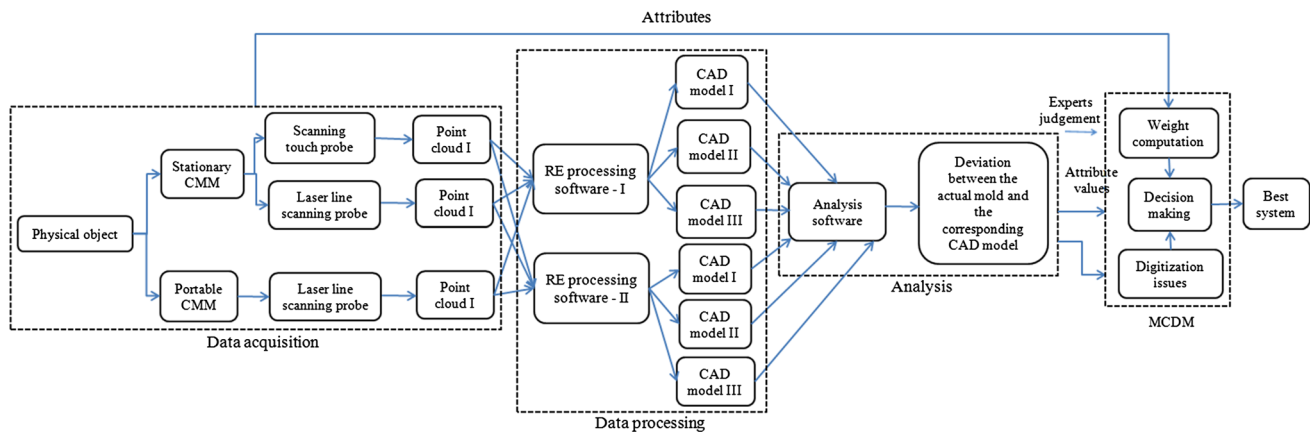 Attributes
Physical object
Stationary
CMM
Portable
CMM
Scanning
touch probe
Laser line
scanning probe
Laser line
scanning probe
Point
cloud I
Point
cloud I
Point
cloud I
Data acquisition
RE processing
software - I
RE processing
software - II
CAD
model I
CAD
model II
CAD
model III
CAD
model I
CAD
model II
CAD
model III
Data processing
Analysis
software
Deviation
between the
actual mold and
the
corresponding
CAD model
Analysis
Experts
judgement
Attribute
values
Weight
computation
Decision
making
Digitization
issues
MCDM
Best
system